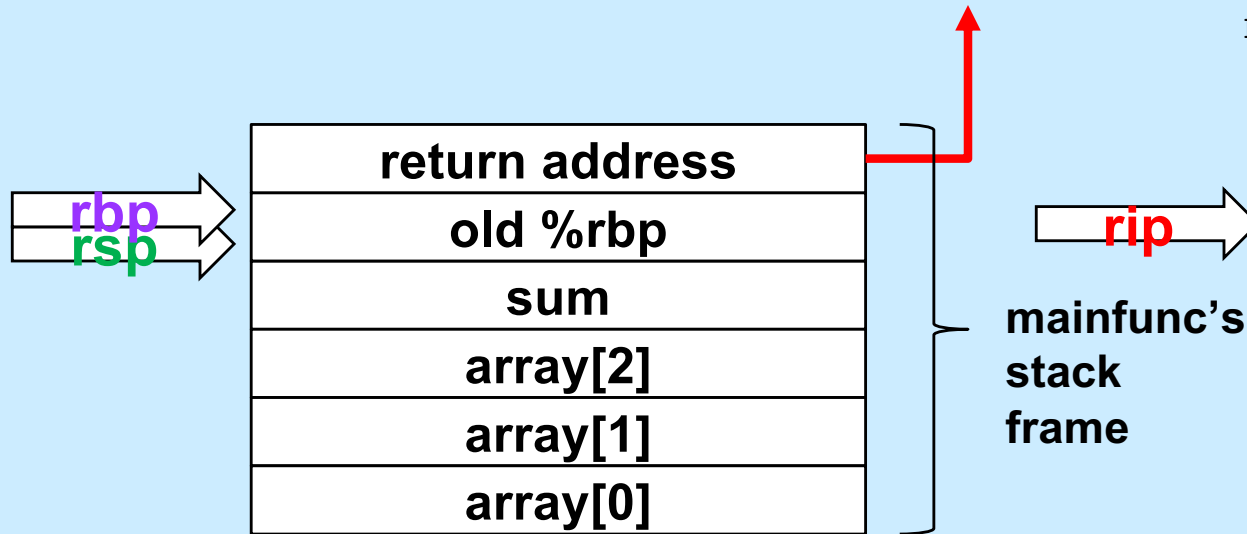 return address
rbp
old %rbp
rip
rsp
sum
mainfunc's
array[2]
stack
array[1]
frame
array[0]